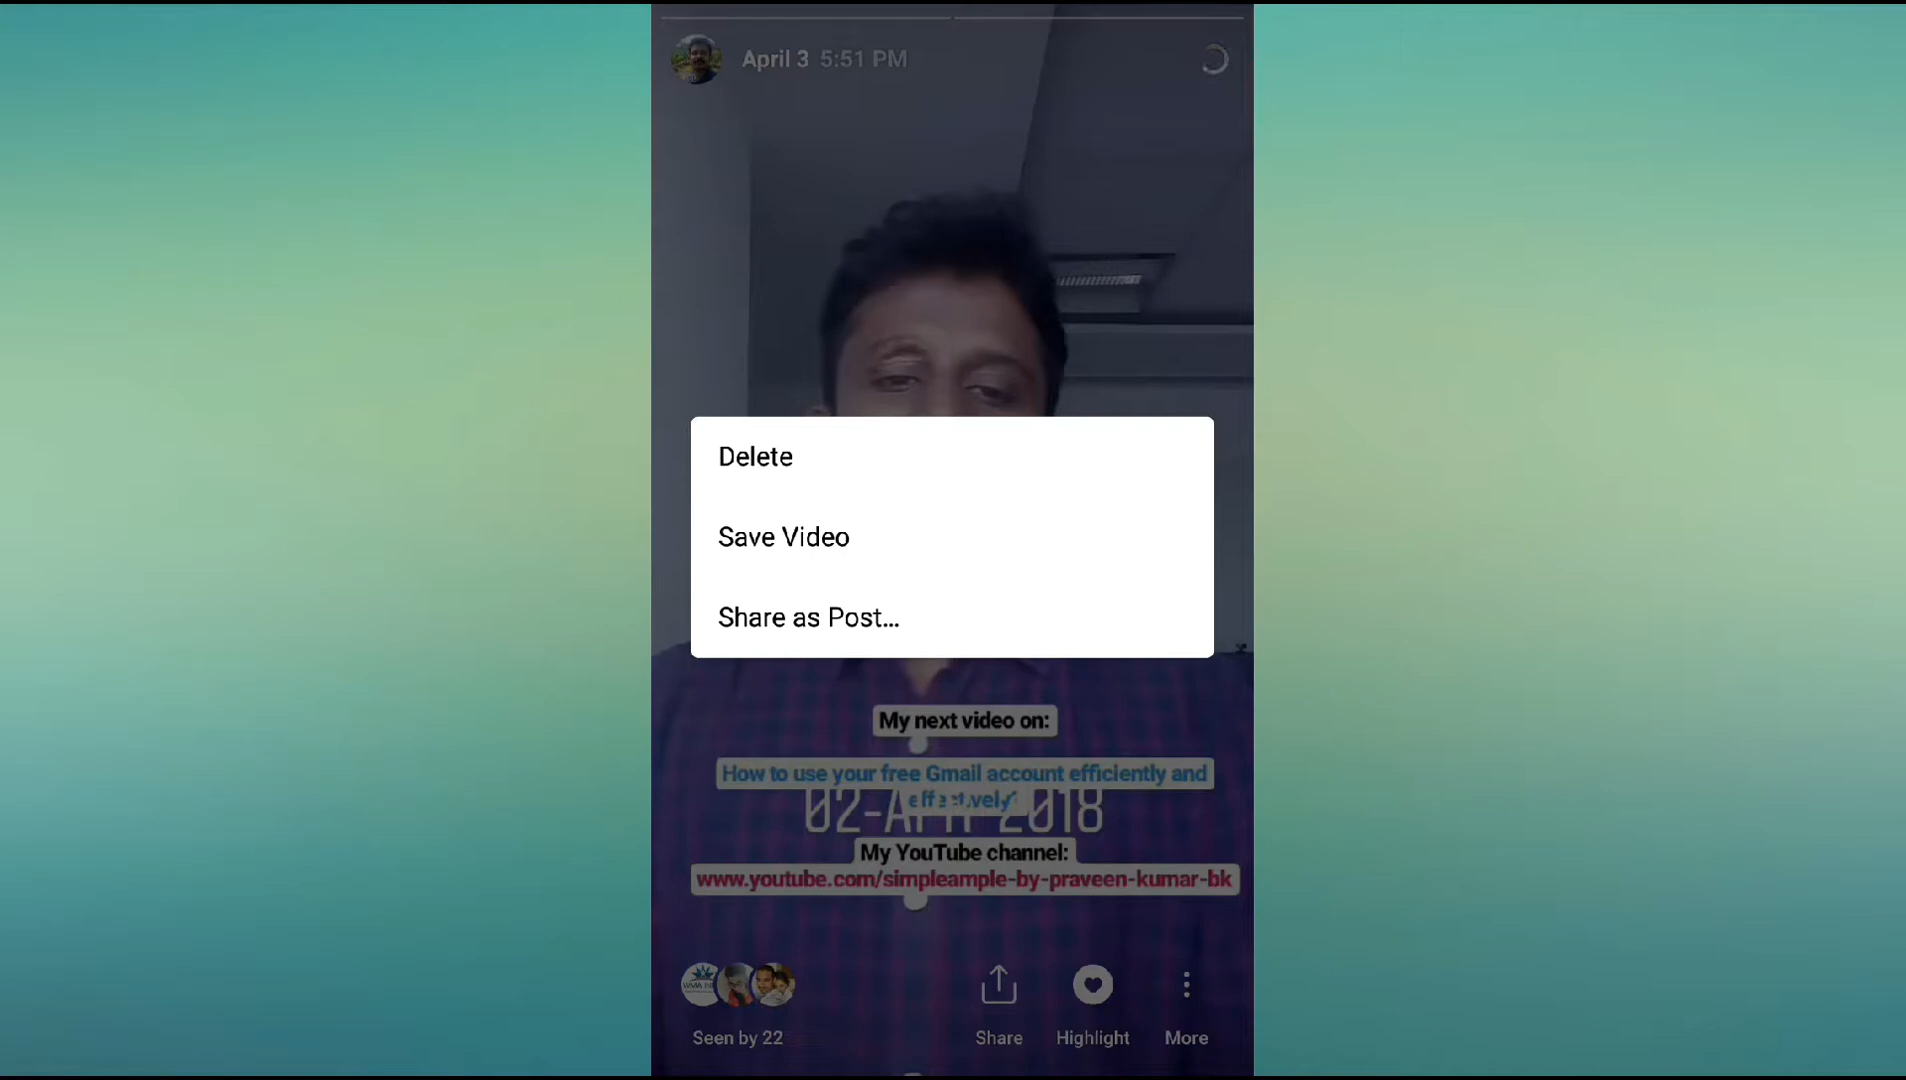 April 3 5:51 PM
Delete
Save Video
Share as Post...
My next video on:
How to use your free Gmail account efficiently and
effectively
02-APR-2018
My YouTube channel:
www.youtube.com/simpleample-by-praveen-kumar-bk
Seen by 22
Share
Highlight
More